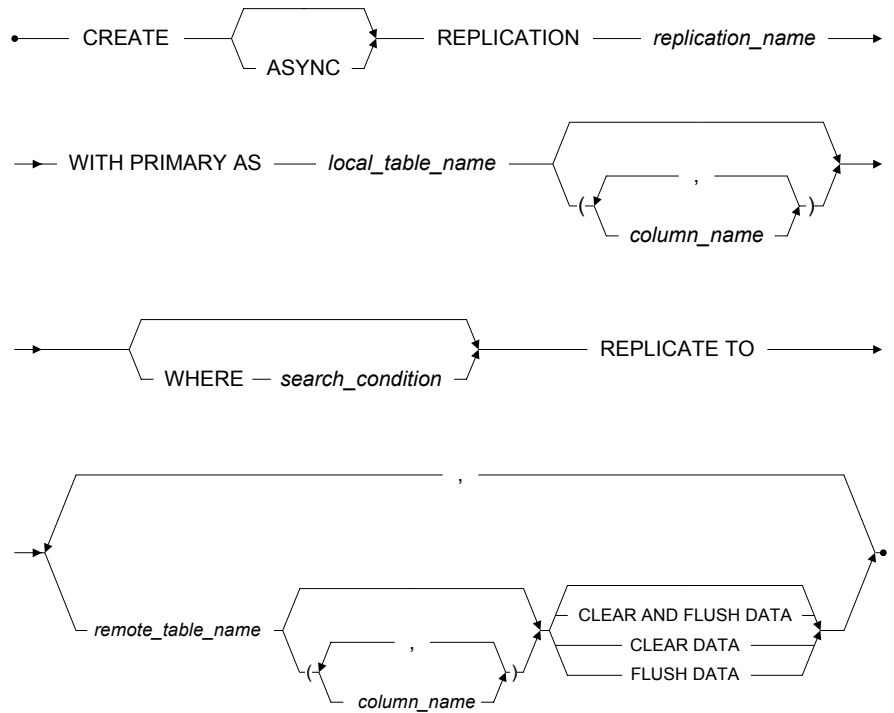 CREATE REPLICATION replication_name
ASYNC
WITH PRIMARY AS local_table_name
( , )
column_name
REPLICATE TO
WHERE search_condition
,
CLEAR AND FLUSH DATA
remote_table_name
CLEAR DATA
( , )
FLUSH DATA
column_name